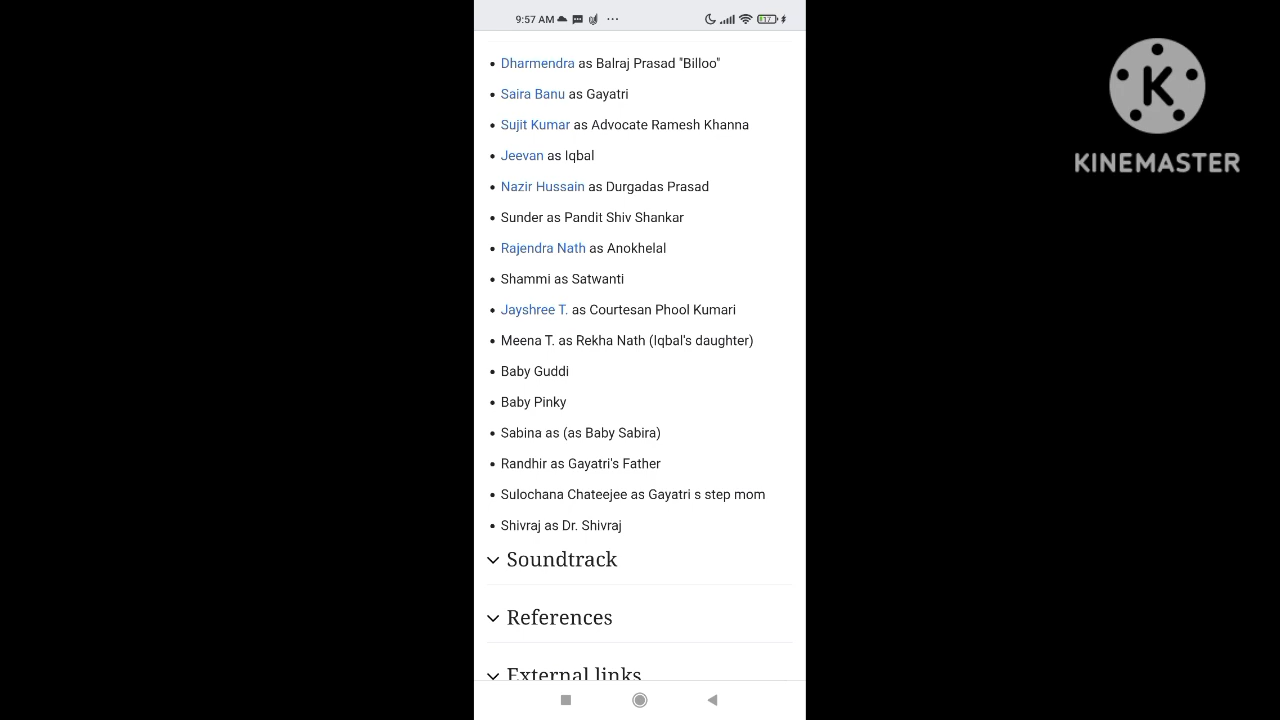 9:57 AM
17
Dharmendra as Balraj Prasad "Billoo"
Saira Banu as Gayatri
Sujit Kumar as Advocate Ramesh Khanna
Jeevan as Iqbal
Nazir Hussain as Durgadas Prasad
Sunder as Pandit Shiv Shankar
Rajendra Nath as Anokhelal
Shammi as Satwanti
Jayshree T. as Courtesan Phool Kumari
Meena T. as Rekha Nath (Iqbal's daughter)
Baby Guddi
Baby Pinky
Sabina as (as Baby Sabira)
Randhir as Gayatri's Father
Sulochana Chateejee as Gayatri s step mom
Shivraj as Dr. Shivraj
Soundtrack
References
External links
K
KINEMASTER